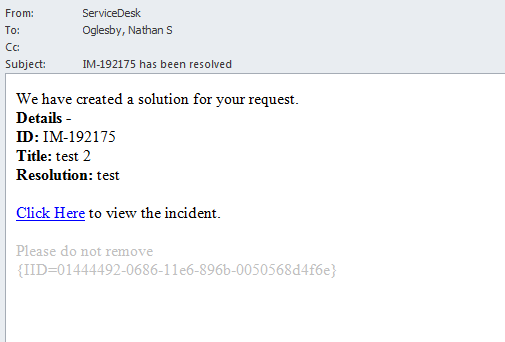 From: ServiceDesk
To: Oglesby, Nathan S
Cc:
Subject: IM-192175 has been resolved
We have created a solution for your request.
Details -
ID: IM-192175
Title: test 2
Resolution: test
Click Here to view the incident.
Please do not remove
{IID=01444492-0686-11e6-896b-0050568d4f6e}